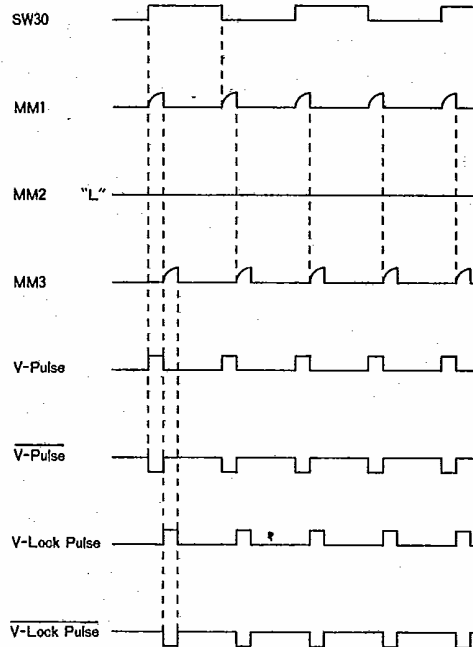 SW30
MM1
MM2 "L"
MM3
V-Pulse
V-Pulse
V-Lock Pulse
V-Lock Pulse